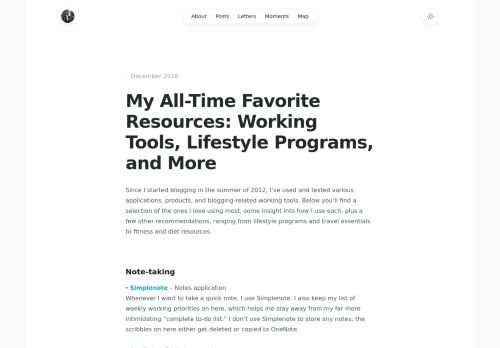 About Posts Letters Moments Map
December 2016
My All-Time Favorite
Resources: Working
Tools, Lifestyle Programs,
and More
Since I started blogging in the summer of 2012, I've used and tested various
applications, products, and blogging-related working tools. Below you'll find a
selection of the ones I love using most, some insight into how I use each, plus a
few other recommendations, ranging from lifestyle programs and travel essentials
to fitness and diet resources.
Note-taking
• Simplenote – Notes application
Whenever I want to take a quick note, I use Simplenote. I also keep my list of
weekly working priorities on here, which helps me stay away from my far more
intimidating "complete to-do list." I don't use Simplenote to store any notes; the
scribbles on here either get deleted or copied to OneNote.